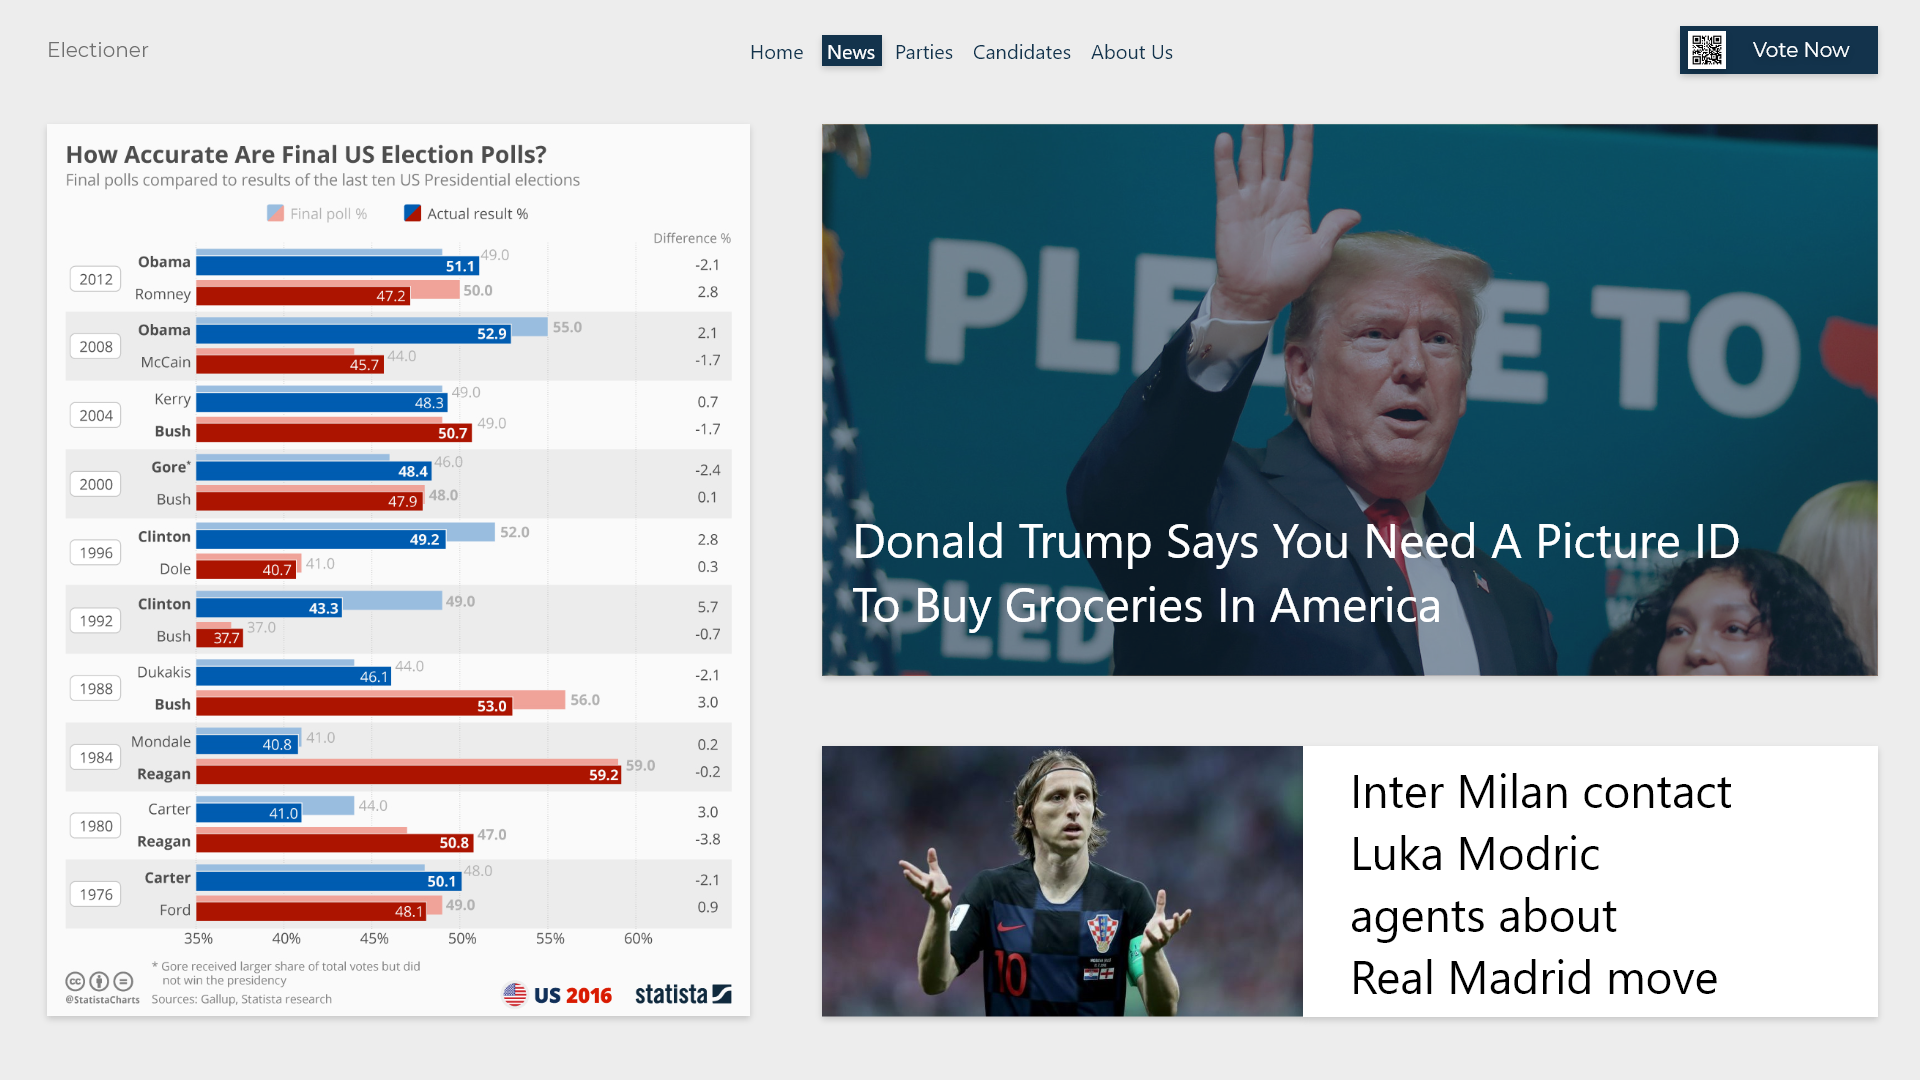 Electioner
Home News Parties Candidates About Us
Vote Now
How Accurate Are Final US Election Polls?
Final polls compared to results of the last ten US Presidential elections
Final poll % Actual result %
Difference %
2012
Obama 49.0 51.1 -2.1
Romney 50.0 47.2 2.8
2008
Obama 55.0 52.9 2.1
McCain 44.0 45.7 -1.7
2004
Kerry 49.0 48.3 0.7
Bush 49.0 50.7 -1.7
2000
Gore* 46.0 48.4 -2.4
Bush 48.0 47.9 0.1
1996
Clinton 52.0 49.2 2.8
Dole 41.0 40.7 0.3
1992
Clinton 49.0 43.3 5.7
Bush 37.0 37.7 -0.7
1988
Dukakis 44.0 46.1 -2.1
Bush 56.0 53.0 3.0
1984
Mondale 41.0 40.8 0.2
Reagan 59.0 59.2 -0.2
1980
Carter 44.0 41.0 3.0
Reagan 47.0 50.8 -3.8
1976
Carter 48.0 50.1 -2.1
Ford 49.0 48.1 0.9
35% 40% 45% 50% 55% 60%
* Gore received larger share of total votes but did
not win the presidency
@StatistaCharts Sources: Gallup, Statista research
US 2016 statista
PLE E TO
PLED
Donald Trump Says You Need A Picture ID
To Buy Groceries In America
10
Inter Milan contact
Luka Modric
agents about
Real Madrid move